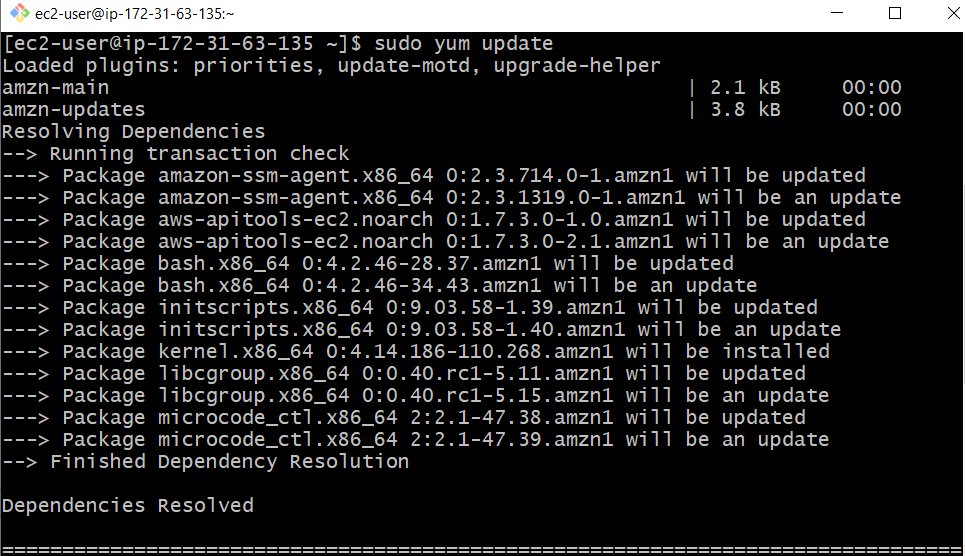 ec2-user@ip-172-31-63-135:~
[ec2-user@ip-172-31-63-135 ~]$ sudo yum update
Loaded plugins: priorities, update-motd, upgrade-helper
amzn-main | 2.1 kB 00:00
amzn-updates | 3.8 kB 00:00
Resolving Dependencies
--> Running transaction check
---> Package amazon-ssm-agent.x86_64 0:2.3.714.0-1.amzn1 will be updated
---> Package amazon-ssm-agent.x86_64 0:2.3.1319.0-1.amzn1 will be an update
---> Package aws-apitools-ec2.noarch 0:1.7.3.0-1.0.amzn1 will be updated
---> Package aws-apitools-ec2.noarch 0:1.7.3.0-2.1.amzn1 will be an update
---> Package bash.x86_64 0:4.2.46-28.37.amzn1 will be updated
---> Package bash.x86_64 0:4.2.46-34.43.amzn1 will be an update
---> Package initscripts.x86_64 0:9.03.58-1.39.amzn1 will be updated
---> Package initscripts.x86_64 0:9.03.58-1.40.amzn1 will be an update
---> Package kernel.x86_64 0:4.14.186-110.268.amzn1 will be installed
---> Package libcgroup.x86_64 0:0.40.rc1-5.11.amzn1 will be updated
---> Package libcgroup.x86_64 0:0.40.rc1-5.15.amzn1 will be an update
---> Package microcode_ctl.x86_64 2:2.1-47.38.amzn1 will be updated
---> Package microcode_ctl.x86_64 2:2.1-47.39.amzn1 will be an update
--> Finished Dependency Resolution
Dependencies Resolved
================================================================================